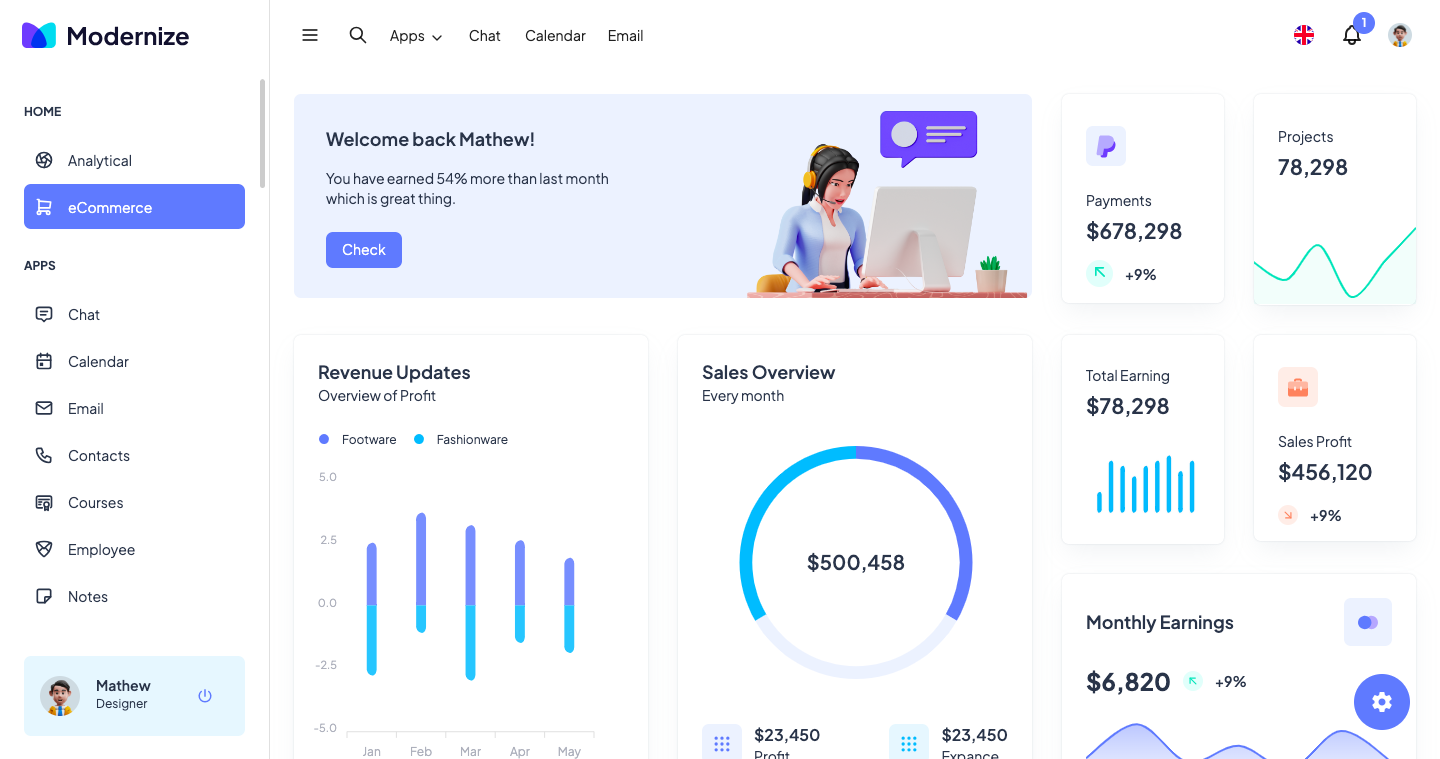 Modernize
Apps
Chat
Calendar
Email
1
HOME
Analytical
eCommerce
APPS
Chat
Calendar
Email
Contacts
Courses
Employee
Notes
Mathew
Designer
Welcome back Mathew!
You have earned 54% more than last month
which is great thing.
Check
Payments
$678,298
+9%
Projects
78,298
Revenue Updates
Overview of Profit
Footware Fashionware
5.0
2.5
0.0
-2.5
-5.0
Jan Feb Mar Apr May
Sales Overview
Every month
$500,458
$23,450
Profit
$23,450
Expance
Total Earning
$78,298
Sales Profit
$456,120
+9%
Monthly Earnings
$6,820 +9%